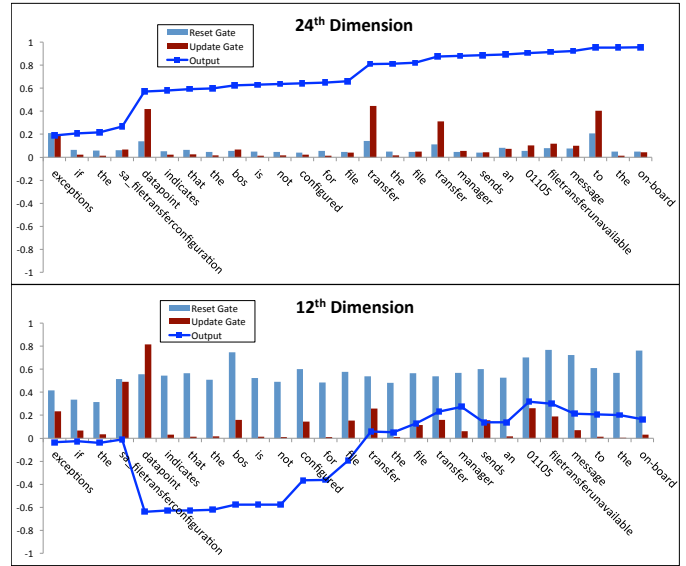 24th Dimension
Reset Gate
Update Gate
Output
1
0.8
0.6
0.4
0.2
0
0.2
0.4
0.6
0.8
-1
exceptions
if
the
sa_filetransferconfiguration
datapoint
indicates
that
the
bos
is
not
configured
for
file
transfer
the
file
transfer
manager
sends
an
01105
filetransferunavailable
message
to
the
on-board
12th Dimension
Reset Gate
Update Gate
Output
1
0.8
0.6
0.4
0.2
0
-0.2
-0.4
-0.6
-0.8
-1
exceptions
if
the
sa_filetransferconfiguration
datapoint
indicates
that
the
bos
is
not
configured
for
file
transfer
the
file
transfer
manager
sends
an
01105
filetransferunavailable
message
to
the
on-board